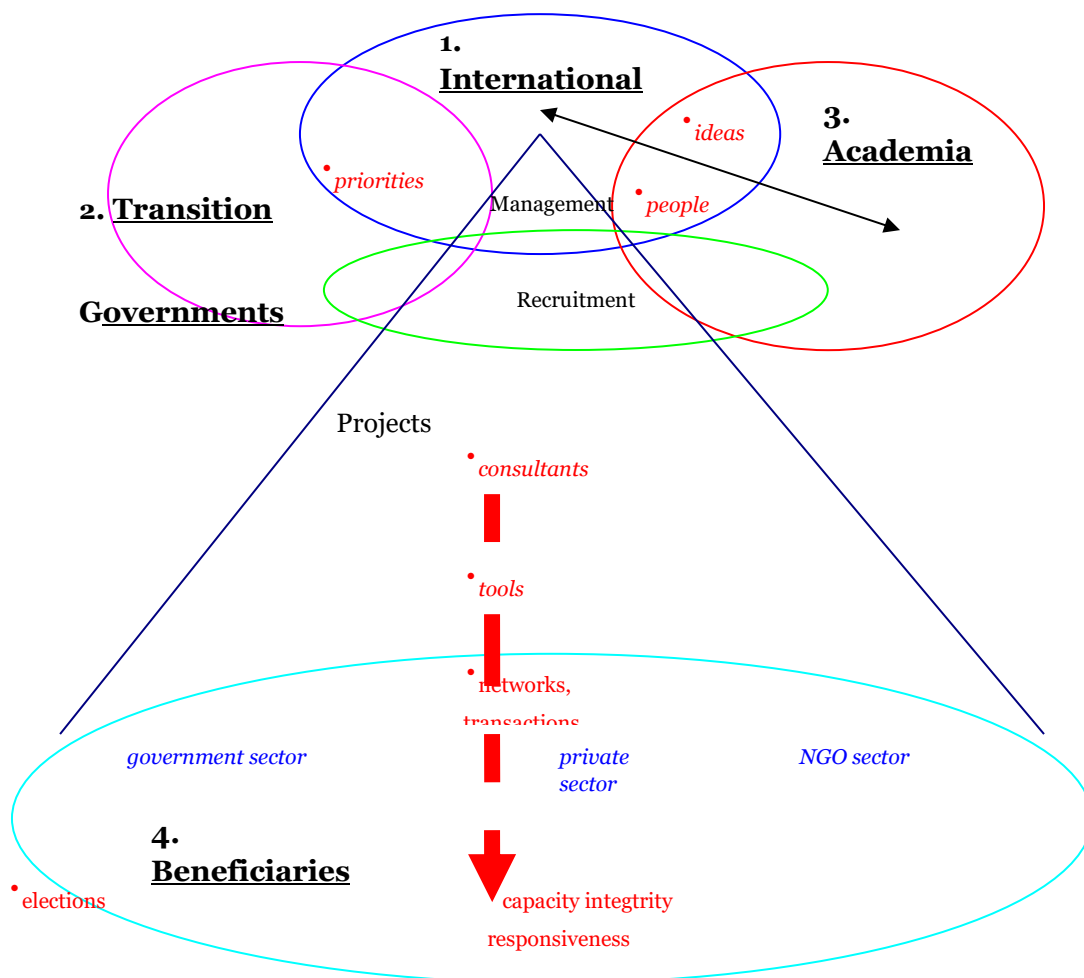 1.
International
3.
Academia
• ideas
• priorities
• people
2. Transition
Management
Governments
Recruitment
Projects
• consultants
• tools
• networks,
transactions
government sector
private
sector
NGO sector
4.
Beneficiaries
• elections
capacity integtrity
responsiveness